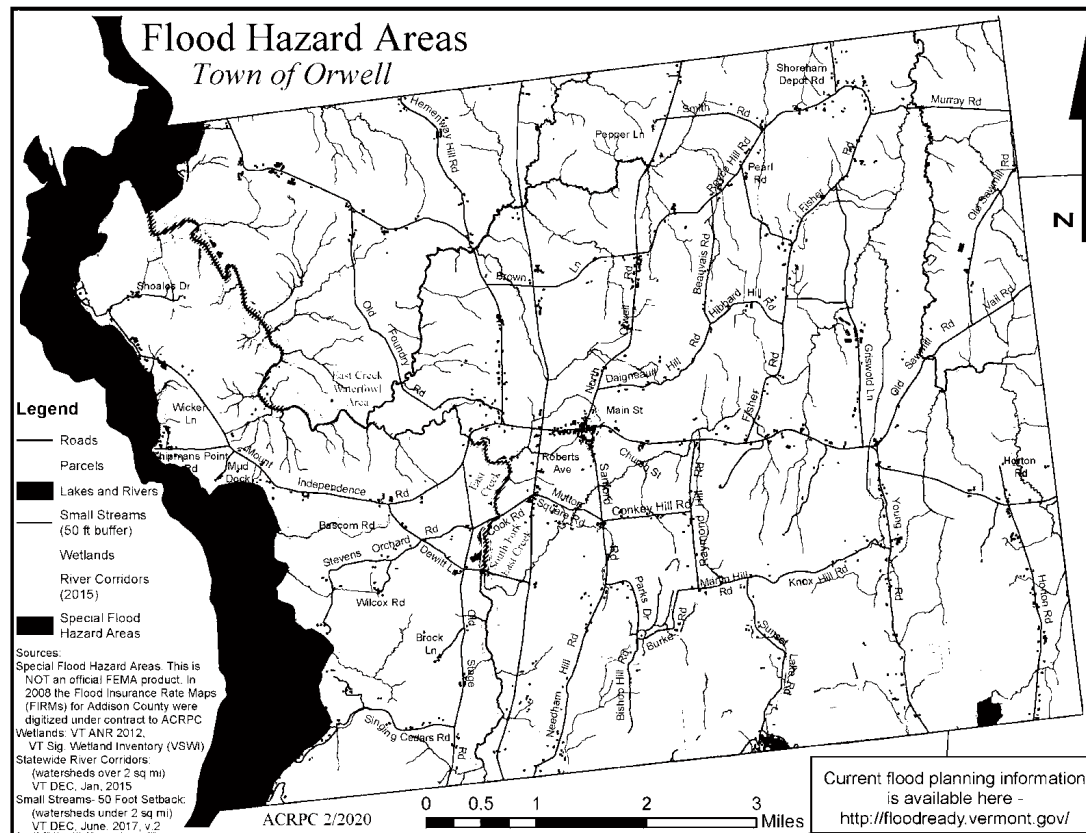 Flood Hazard Areas
Town of Orwell
Shoreham
Depot Rd
Murray Rd
Hemenway Hill Rd
Smith Rd
Pepper Ln
Royce Hill Rd
Pearl
Rd
Fisher Rd
Old Sawmill Rd
N
Shoales Dr
Brown Ln
Beauvais Rd
Hibbard Hill Rd
North Orwell Rd
Old Foundry Rd
Vail Rd
Old Sawmill Rd
Griswold Ln
East Creek
Waterfowl
Area
Daigneault Hill Rd
Fisher Rd
Main St
Wicker
Ln
Chipmans Point
Rd
Mud
Dock
Mount Independence Rd
Roberts
Ave
Church St
Sanford Rd
Horton
Rd
East
Creek
Mutton
Square Rd
Conkey Hill Rd
Raymond Hill Rd
Young Rd
Bascom Rd
Cook Rd
Stevens Orchard Rd
Dewitt Ln
South Fork
East Creek
Wilcox Rd
Parks Dr
Martin Hill
Rd
Knox Hill Rd
Horton Rd
Brock
Ln
Old Stage Rd
Burke Rd
Sunset Lake Rd
Bishop Hill Rd
Needham Hill Rd
Singing Cedars Rd
Legend
Roads
Parcels
Lakes and Rivers
Small Streams
(50 ft buffer)
Wetlands
River Corridors
(2015)
Special Flood
Hazard Areas
Sources:
Special Flood Hazard Areas. This is
NOT an official FEMA product. In
2008 the Flood Insurance Rate Maps
(FIRMs) for Addison County were
digitized under contract to ACRPC
Wetlands: VT ANR 2012,
VT Sig. Wetland Inventory (VSWI)
Statewide River Corridors:
(watersheds over 2 sq mi)
VT DEC, Jan, 2015
Small Streams- 50 Foot Setback:
(watersheds under 2 sq mi)
VT DEC, June, 2017, v.2
ACRPC 2/2020
0 0.5 1 2 3
Miles
Current flood planning information
is available here -
http://floodready.vermont.gov/